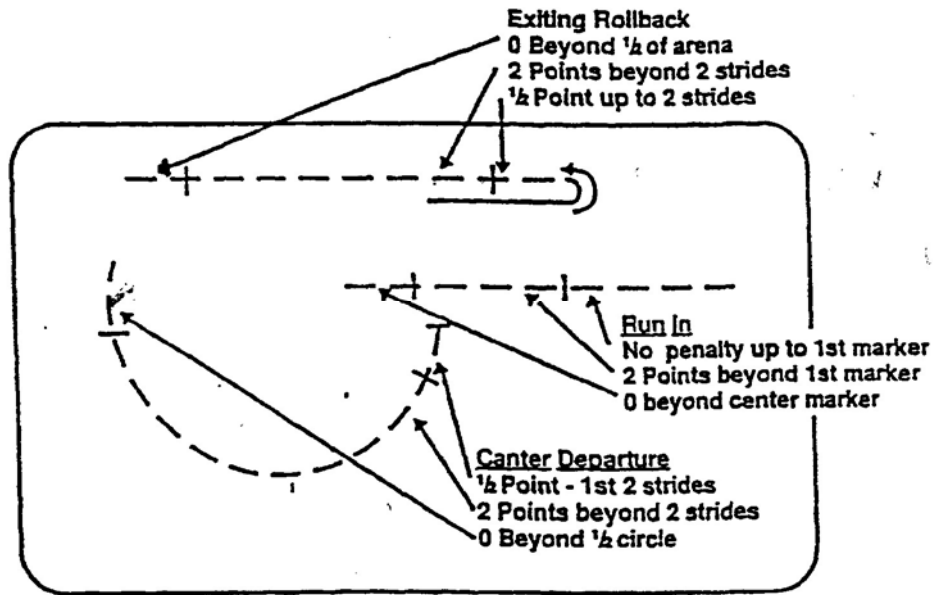 Exiting Rollback
0 Beyond ½ of arena
2 Points beyond 2 strides
½ Point up to 2 strides
Run In
No penalty up to 1st marker
2 Points beyond 1st marker
0 beyond center marker
Canter Departure
½ Point - 1st 2 strides
2 Points beyond 2 strides
0 Beyond ½ circle